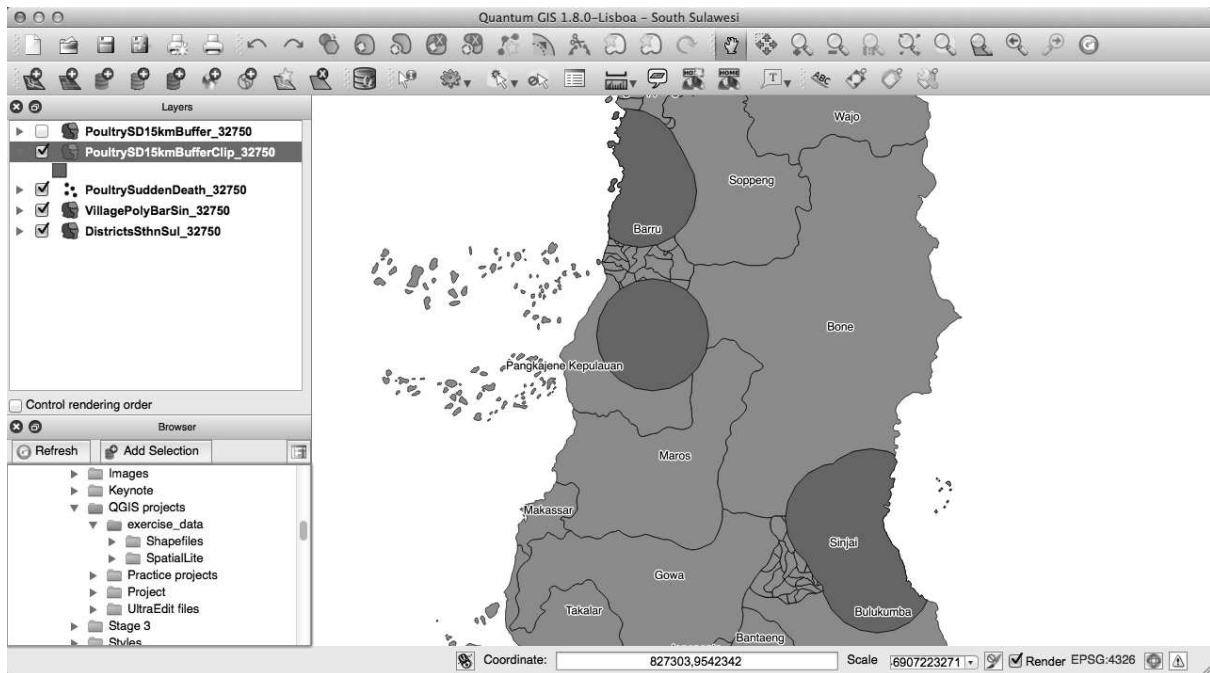 Quantum GIS 1.8.0-Lisboa - South Sulawesi
Layers
PoultrySD15kmBuffer_32750
PoultrySD15kmBufferClip_32750
PoultrySuddenDeath_32750
VillagePolyBarSin_32750
DistrictsSthnSul_32750
Control rendering order
Browser
Refresh
Add Selection
Images
Keynote
QGIS projects
exercise_data
Shapefiles
SpatialLite
Practice projects
Project
UltraEdit files
Stage 3
Styles
Wajo
Soppeng
Barru
Bone
Pangkajene Kepulauan
Maros
Makassar
Sinjai
Gowa
Takalar
Bulukumba
Bantaeng
Coordinate:
827303,9542342
Scale
6907223271
Render
EPSG:4326